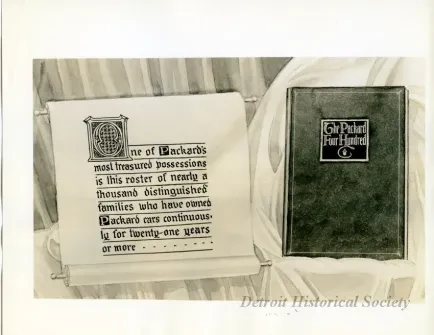 One of Packard's
most treasured possessions
is this roster of nearly a
thousand distinguished
families who have owned
Packard cars continuous-
ly for twenty-one years
or more - - - - - - - -
The Packard
Four Hundred
Detroit Historical Society